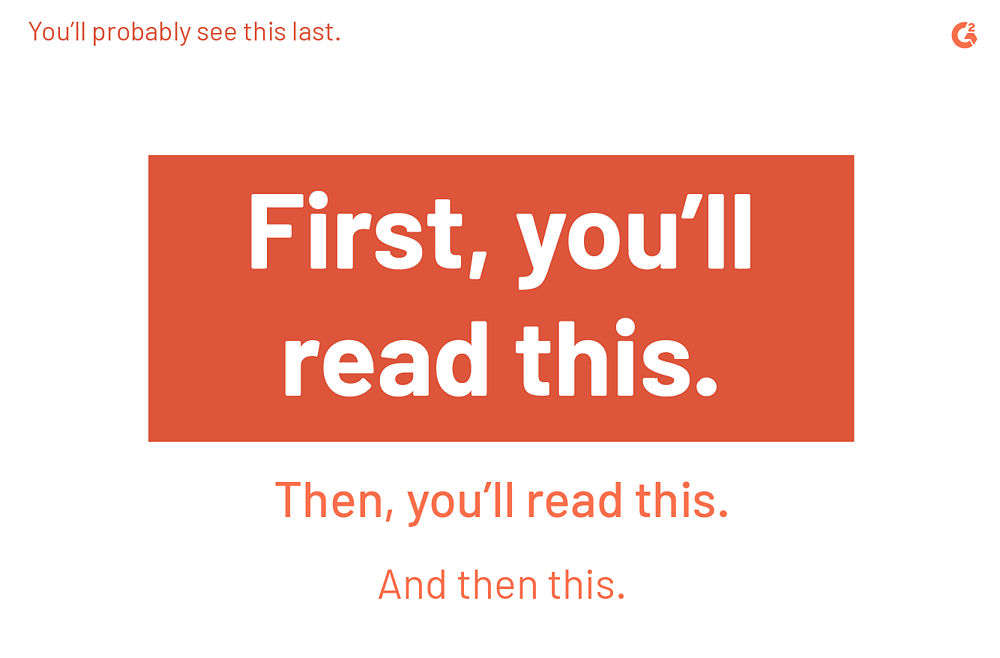 You’ll probably see this last.
G2
First, you’ll
read this.
Then, you’ll read this.
And then this.